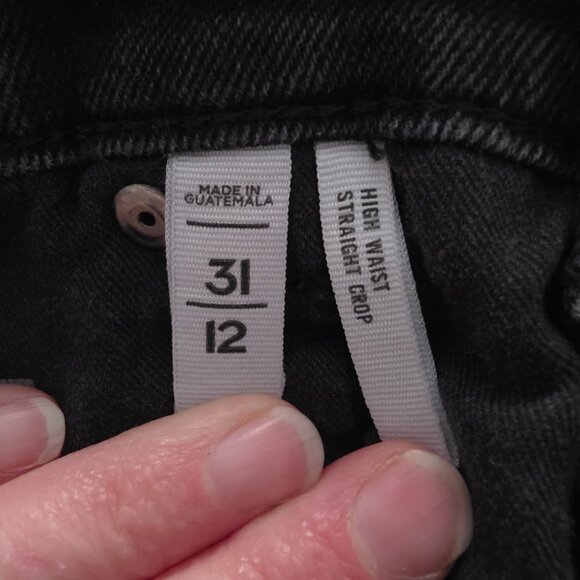 MADE IN
GUATEMALA
31
12
HIGH WAIST
STRAIGHT CROP